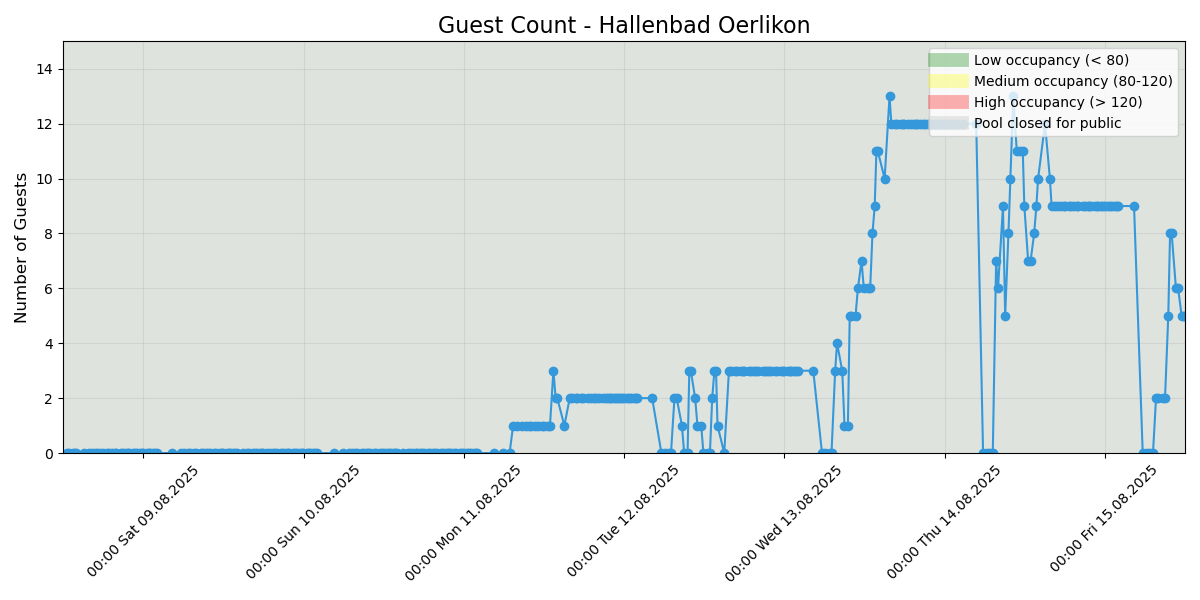 Guest Count - Hallenbad Oerlikon
Low occupancy (< 80)
Medium occupancy (80-120)
High occupancy (> 120)
Pool closed for public
Number of Guests
14
12
10
8
6
4
2
0
00:00 Sat 09.08.2025
00:00 Sun 10.08.2025
00:00 Mon 11.08.2025
00:00 Tue 12.08.2025
00:00 Wed 13.08.2025
00:00 Thu 14.08.2025
00:00 Fri 15.08.2025